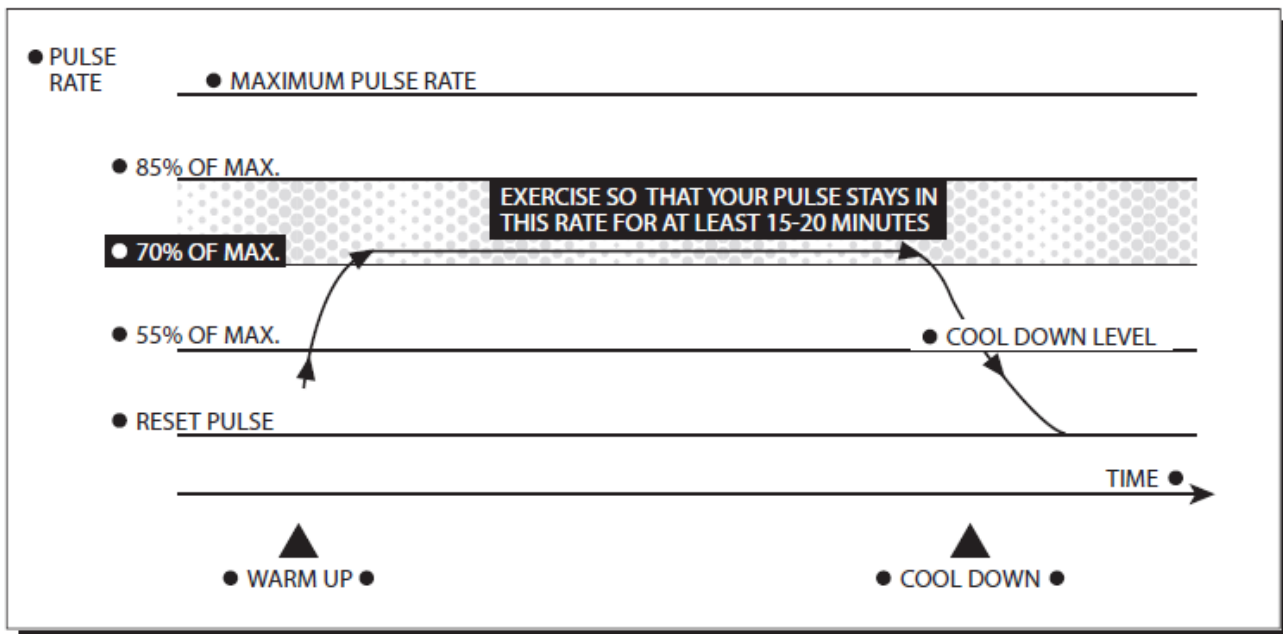 ● PULSE
RATE
● MAXIMUM PULSE RATE
● 85% OF MAX.
EXERCISE SO THAT YOUR PULSE STAYS IN
THIS RATE FOR AT LEAST 15-20 MINUTES
● 70% OF MAX.
● 55% OF MAX.
● COOL DOWN LEVEL
● RESET PULSE
TIME ●
● WARM UP ●
● COOL DOWN ●